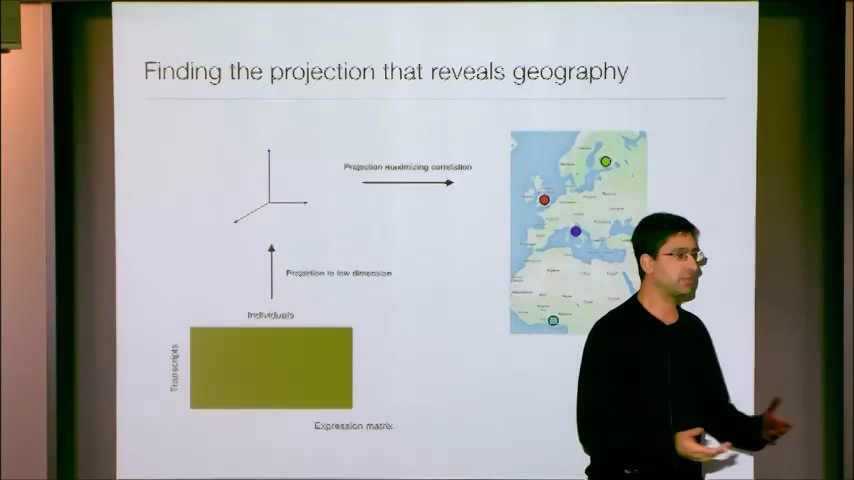 Finding the projection that reveals geography
Projection maximizing correlation
Projection to low dimension
Individuals
Transcripts
Expression matrix